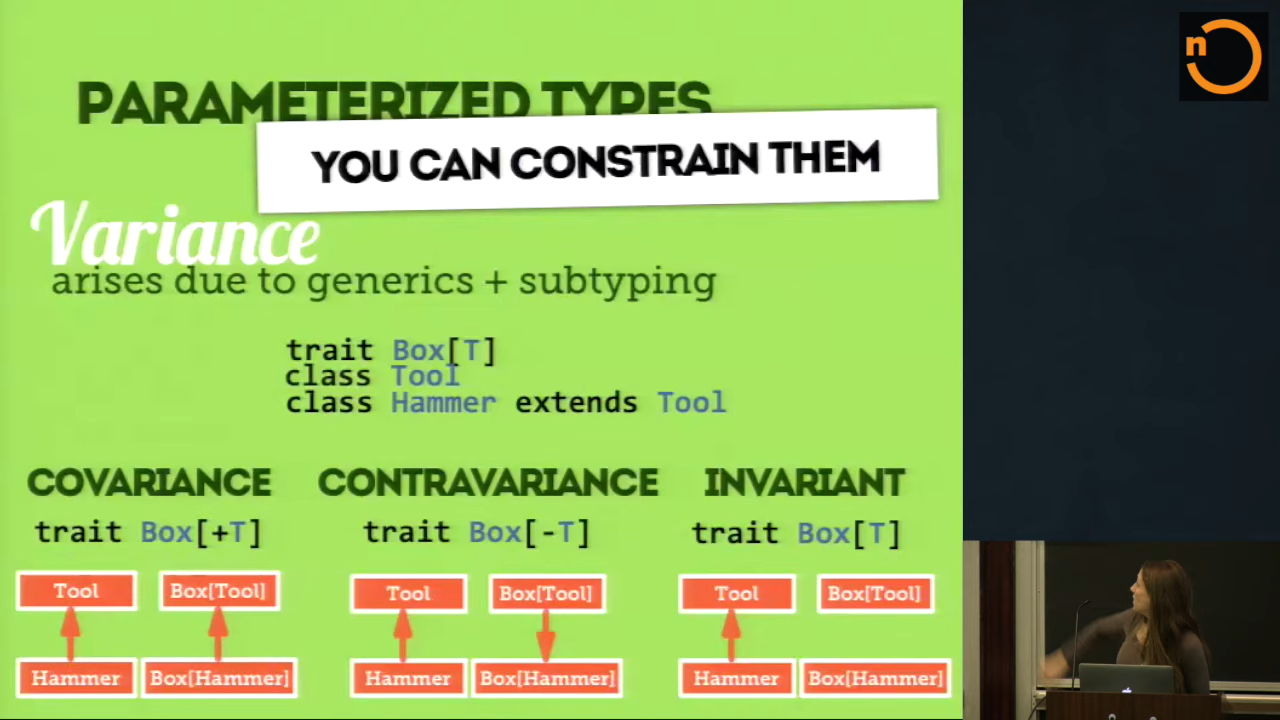 n
PARAMETERIZED TYPES
YOU CAN CONSTRAIN THEM
Variance
arises due to generics + subtyping
trait Box[T]
class Tool
class Hammer extends Tool
COVARIANCE CONTRAVARIANCE INVARIANT
trait Box[+T] trait Box[-T] trait Box[T]
Tool Box[Tool] Tool Box[Tool] Tool Box[Tool]
Hammer Box[Hammer] Hammer Box[Hammer] Hammer Box[Hammer]